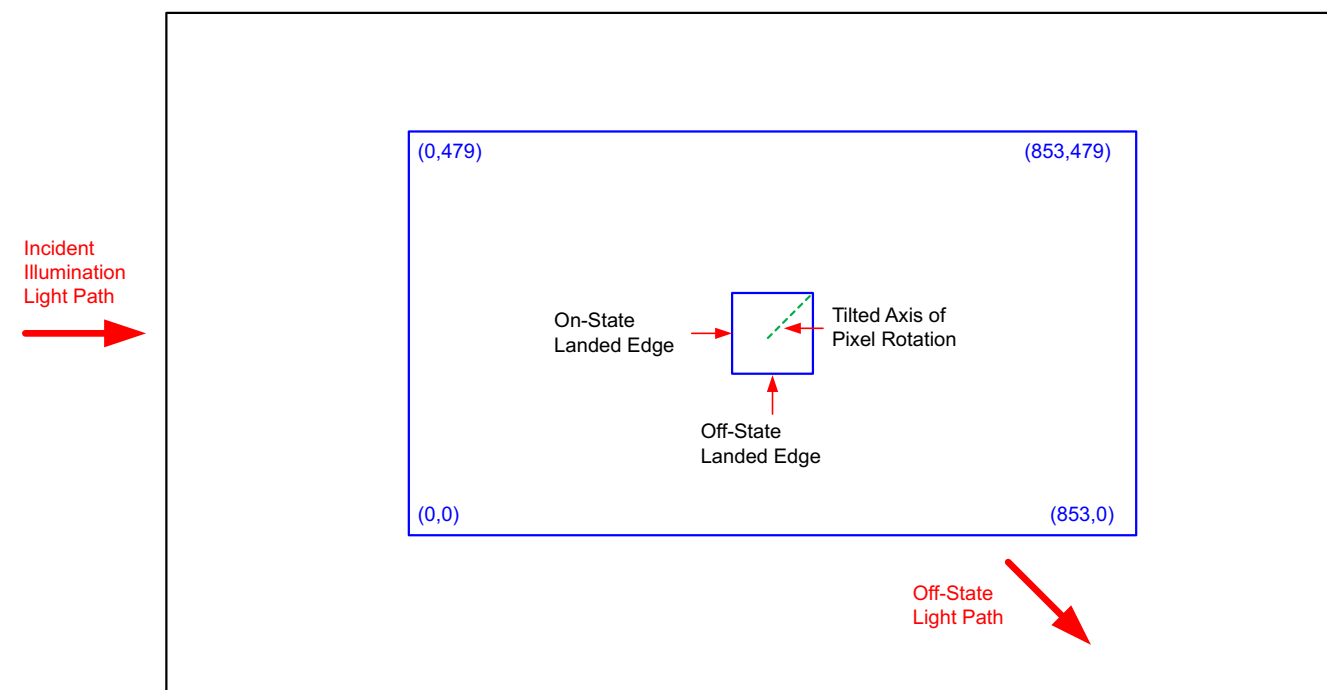 (0,479)
(853,479)
Incident
Illumination
Light Path
On-State
Landed Edge
Tilted Axis of
Pixel Rotation
Off-State
Landed Edge
(0,0)
(853,0)
Off-State
Light Path